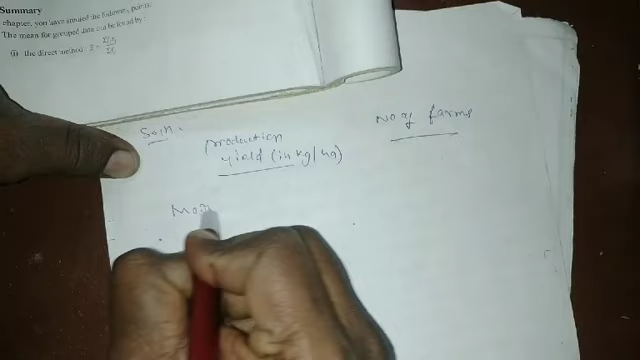 Summary
chapter, you have studied the following points:
The mean for grouped data can be found by:
(i) the direct method: x̄ = Σfᵢxᵢ / Σfᵢ
Soln:
No of farms
production
yield (in kg/ha)
Mor